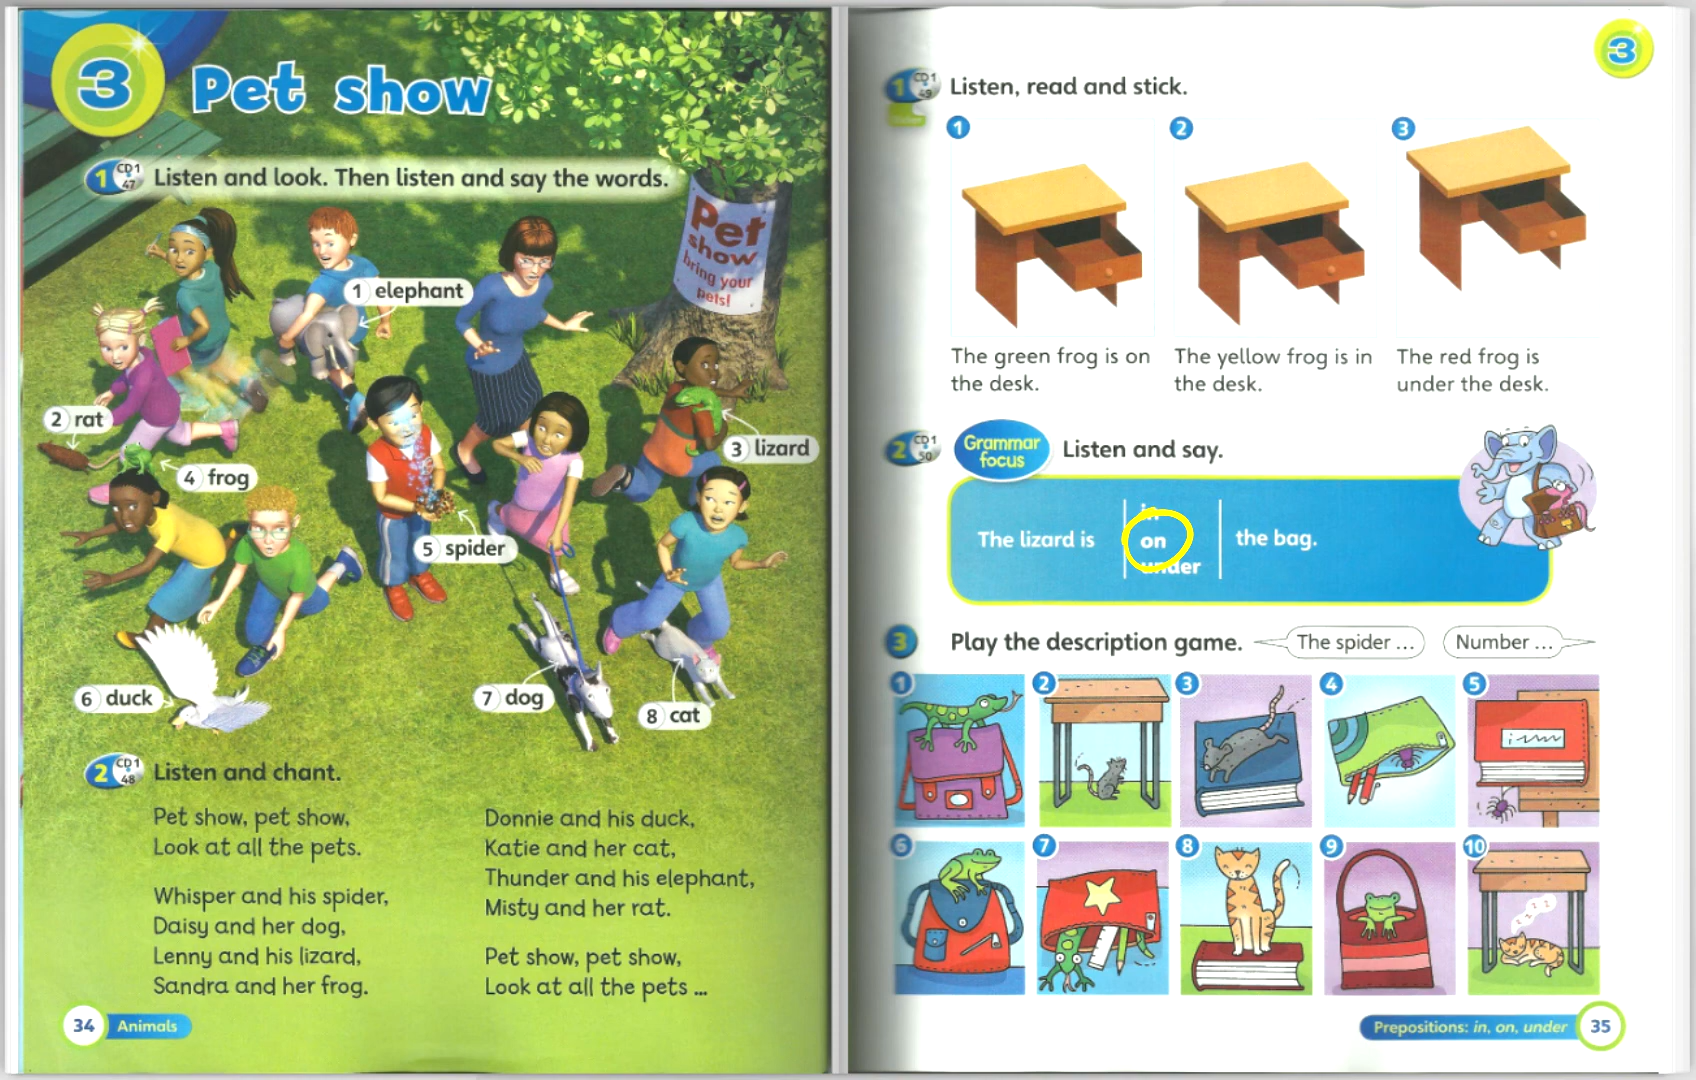 3 Pet show
1 CD1 47 Listen and look. Then listen and say the words.
Pet
show
bring your
pets!
1 elephant
2 rat
3 lizard
4 frog
5 spider
6 duck
7 dog
8 cat
2 CD1 48 Listen and chant.
Pet show, pet show,
Look at all the pets.
Whisper and his spider,
Daisy and her dog,
Lenny and his lizard,
Sandra and her frog.
Donnie and his duck,
Katie and her cat,
Thunder and his elephant,
Misty and her rat.
Pet show, pet show,
Look at all the pets ...
34 Animals
3
1 CD1 49 Listen, read and stick.
1
2
3
The green frog is on
the desk.
The yellow frog is in
the desk.
The red frog is
under the desk.
2 CD1 50 Grammar
focus
Listen and say.
in
The lizard is on the bag.
under
3 Play the description game. The spider ... Number ...
1 2 3 4 5
6 7 8 9 10
Prepositions: in, on, under 35